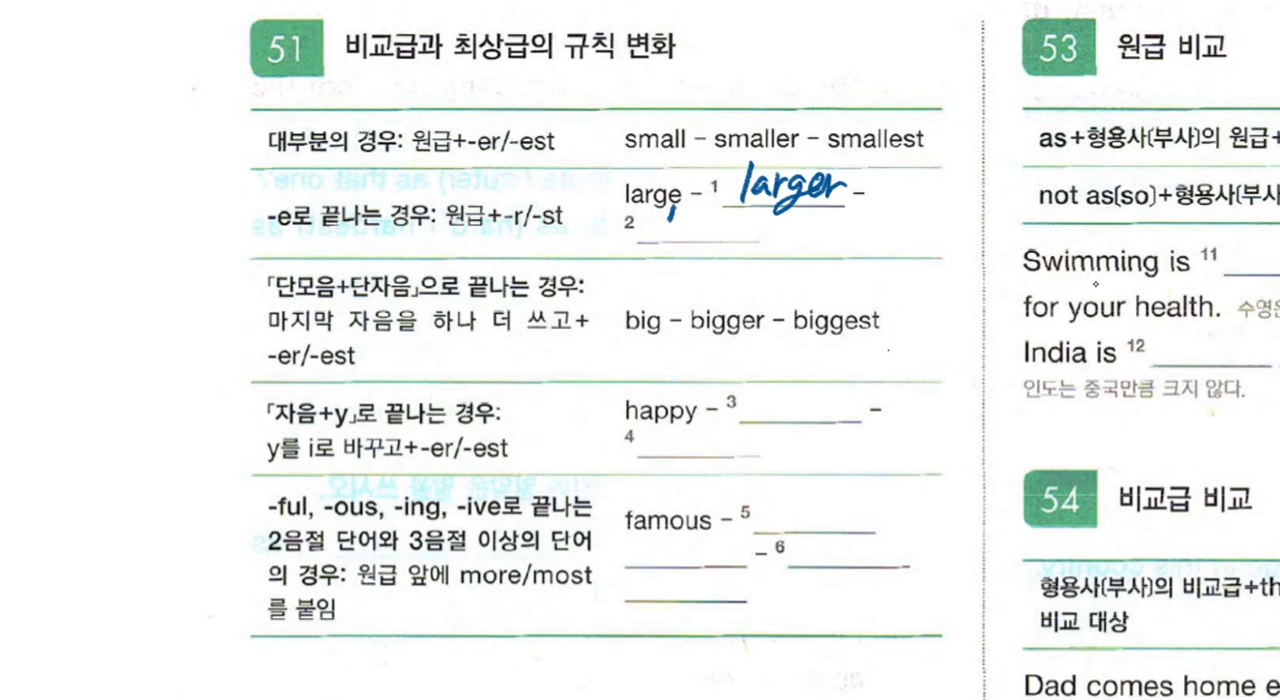 51 비교급과 최상급의 규칙 변화
대부분의 경우: 원급+-er/-est
small – smaller – smallest
-e로 끝나는 경우: 원급+-r/-st
large – 1 larger –
2
「단모음+단자음」으로 끝나는 경우:
마지막 자음을 하나 더 쓰고+
-er/-est
big – bigger – biggest
「자음+y」로 끝나는 경우:
y를 i로 바꾸고+-er/-est
happy – 3 –
4
-ful, -ous, -ing, -ive로 끝나는
2음절 단어와 3음절 이상의 단어
의 경우: 원급 앞에 more/most
를 붙임
famous – 5
– 6
53 원급 비교
as+형용사(부사)의 원급+
not as(so)+형용사(부사
Swimming is 11
for your health. 수영은
India is 12
인도는 중국만큼 크지 않다.
54 비교급 비교
형용사(부사)의 비교급+th
비교 대상
Dad comes home e